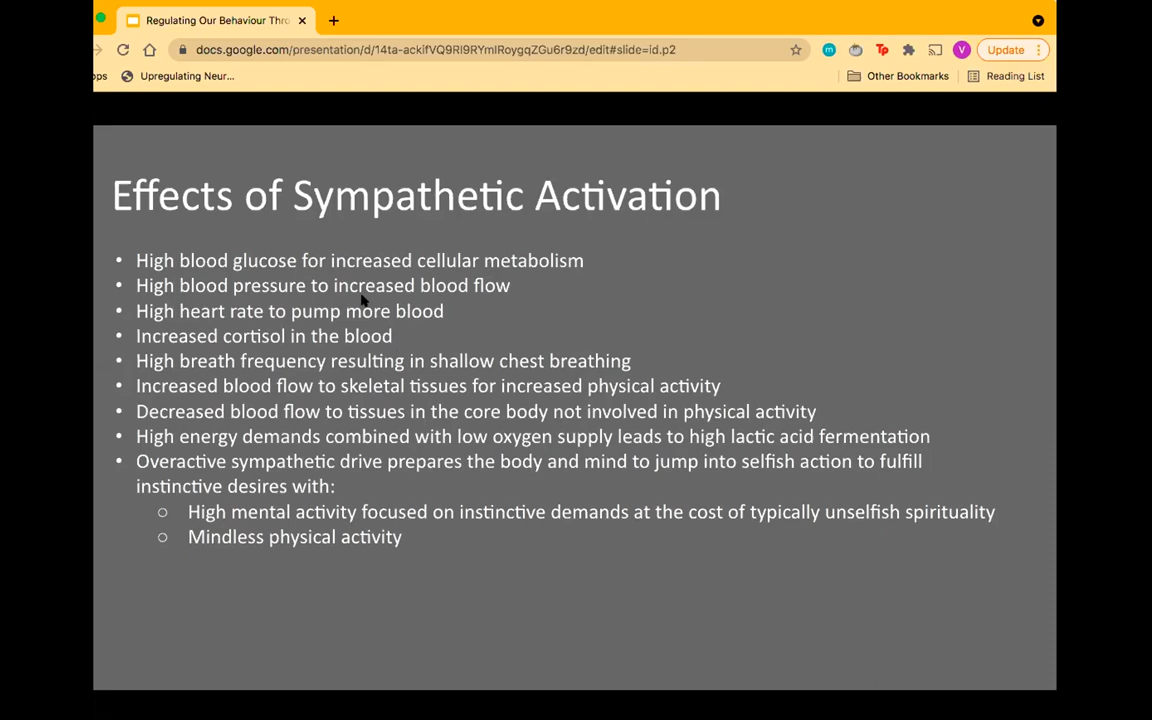 Regulating Our Behaviour Thro
docs.google.com/presentation/d/14ta-ackifVQ9RI9RYmIRoygqZGu6r9zd/edit#slide=id.p2
Tp
V
Update
ops
Upregulating Neur...
Other Bookmarks
Reading List
Effects of Sympathetic Activation
• High blood glucose for increased cellular metabolism
• High blood pressure to increased blood flow
• High heart rate to pump more blood
• Increased cortisol in the blood
• High breath frequency resulting in shallow chest breathing
• Increased blood flow to skeletal tissues for increased physical activity
• Decreased blood flow to tissues in the core body not involved in physical activity
• High energy demands combined with low oxygen supply leads to high lactic acid fermentation
• Overactive sympathetic drive prepares the body and mind to jump into selfish action to fulfill
instinctive desires with:
○ High mental activity focused on instinctive demands at the cost of typically unselfish spirituality
○ Mindless physical activity